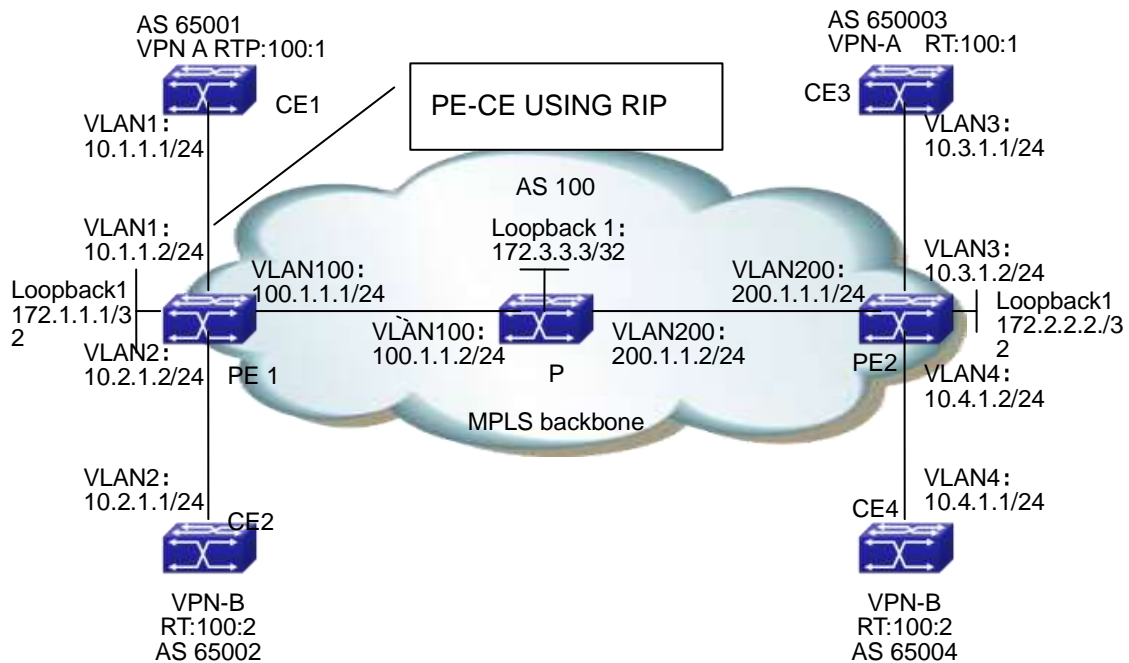 AS 65001
VPN A RTP:100:1
CE1
VLAN1:
10.1.1.1/24
PE-CE USING RIP
AS 650003
VPN-A RT:100:1
CE3
VLAN3:
10.3.1.1/24
AS 100
VLAN1:
10.1.1.2/24
Loopback 1:
172.3.3.3/32
VLAN3:
10.3.1.2/24
Loopback1
172.1.1.1/3
2
VLAN100:
100.1.1.1/24
VLAN100:
100.1.1.2/24
VLAN200:
200.1.1.1/24
VLAN200:
200.1.1.2/24
Loopback1
172.2.2.2./3
2
VLAN2:
10.2.1.2/24
PE 1
P
PE2
VLAN4:
10.4.1.2/24
MPLS backbone
VLAN2:
10.2.1.1/24
CE2
VPN-B
RT:100:2
AS 65002
VLAN4:
10.4.1.1/24
CE4
VPN-B
RT:100:2
AS 65004